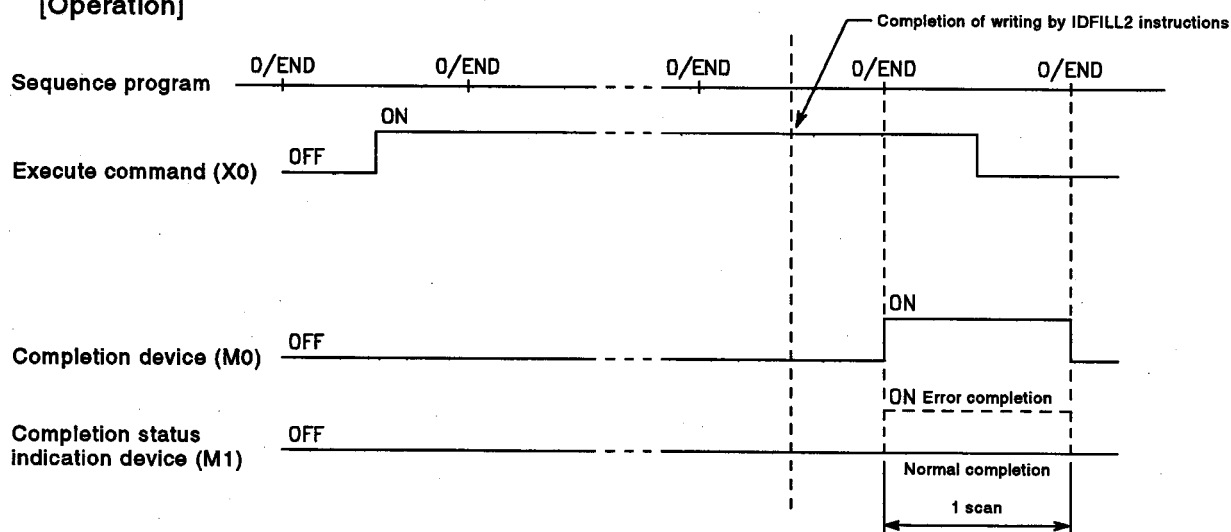 [Operation]
Completion of writing by IDFILL2 instructions
0/END 0/END 0/END 0/END 0/END
Sequence program
ON
OFF
Execute command (X0)
ON
OFF
Completion device (M0)
ON Error completion
OFF
Completion status
indication device (M1)
Normal completion
1 scan